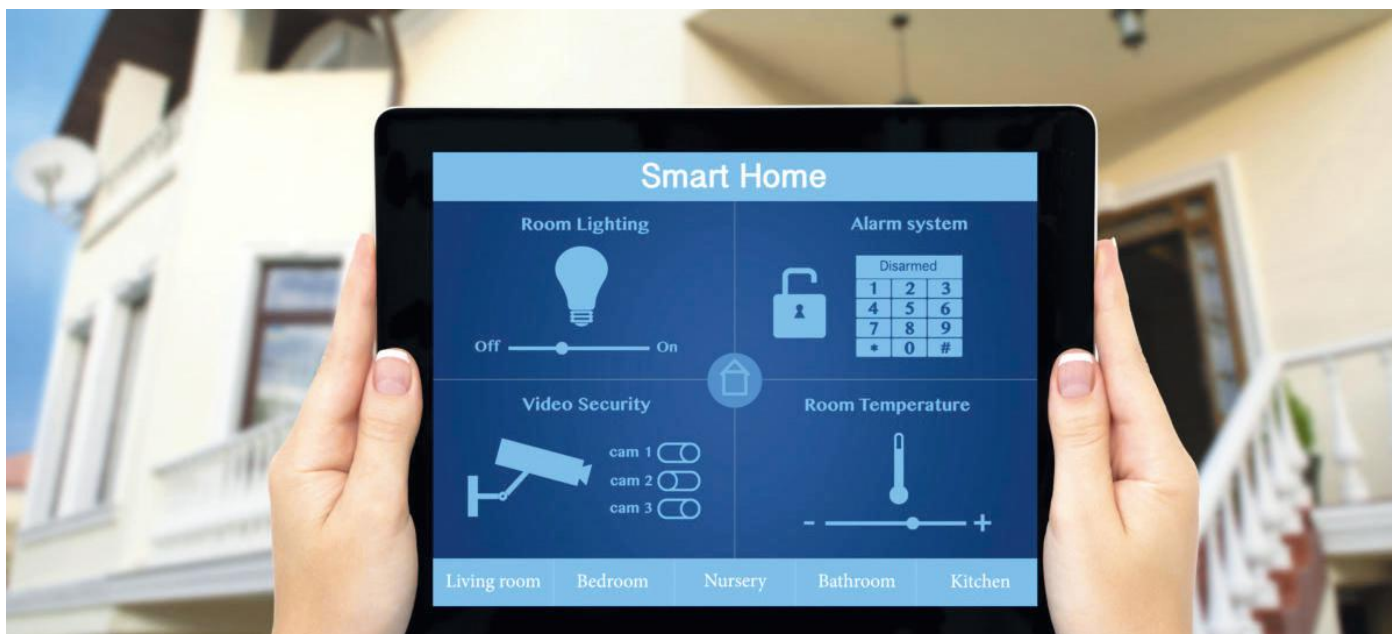 Smart Home
Room Lighting
Off
On
Alarm system
Disarmed
1 2 3
4 5 6
7 8 9
* 0 #
Video Security
cam 1
cam 2
cam 3
Room Temperature
- +
Living room Bedroom Nursery Bathroom Kitchen